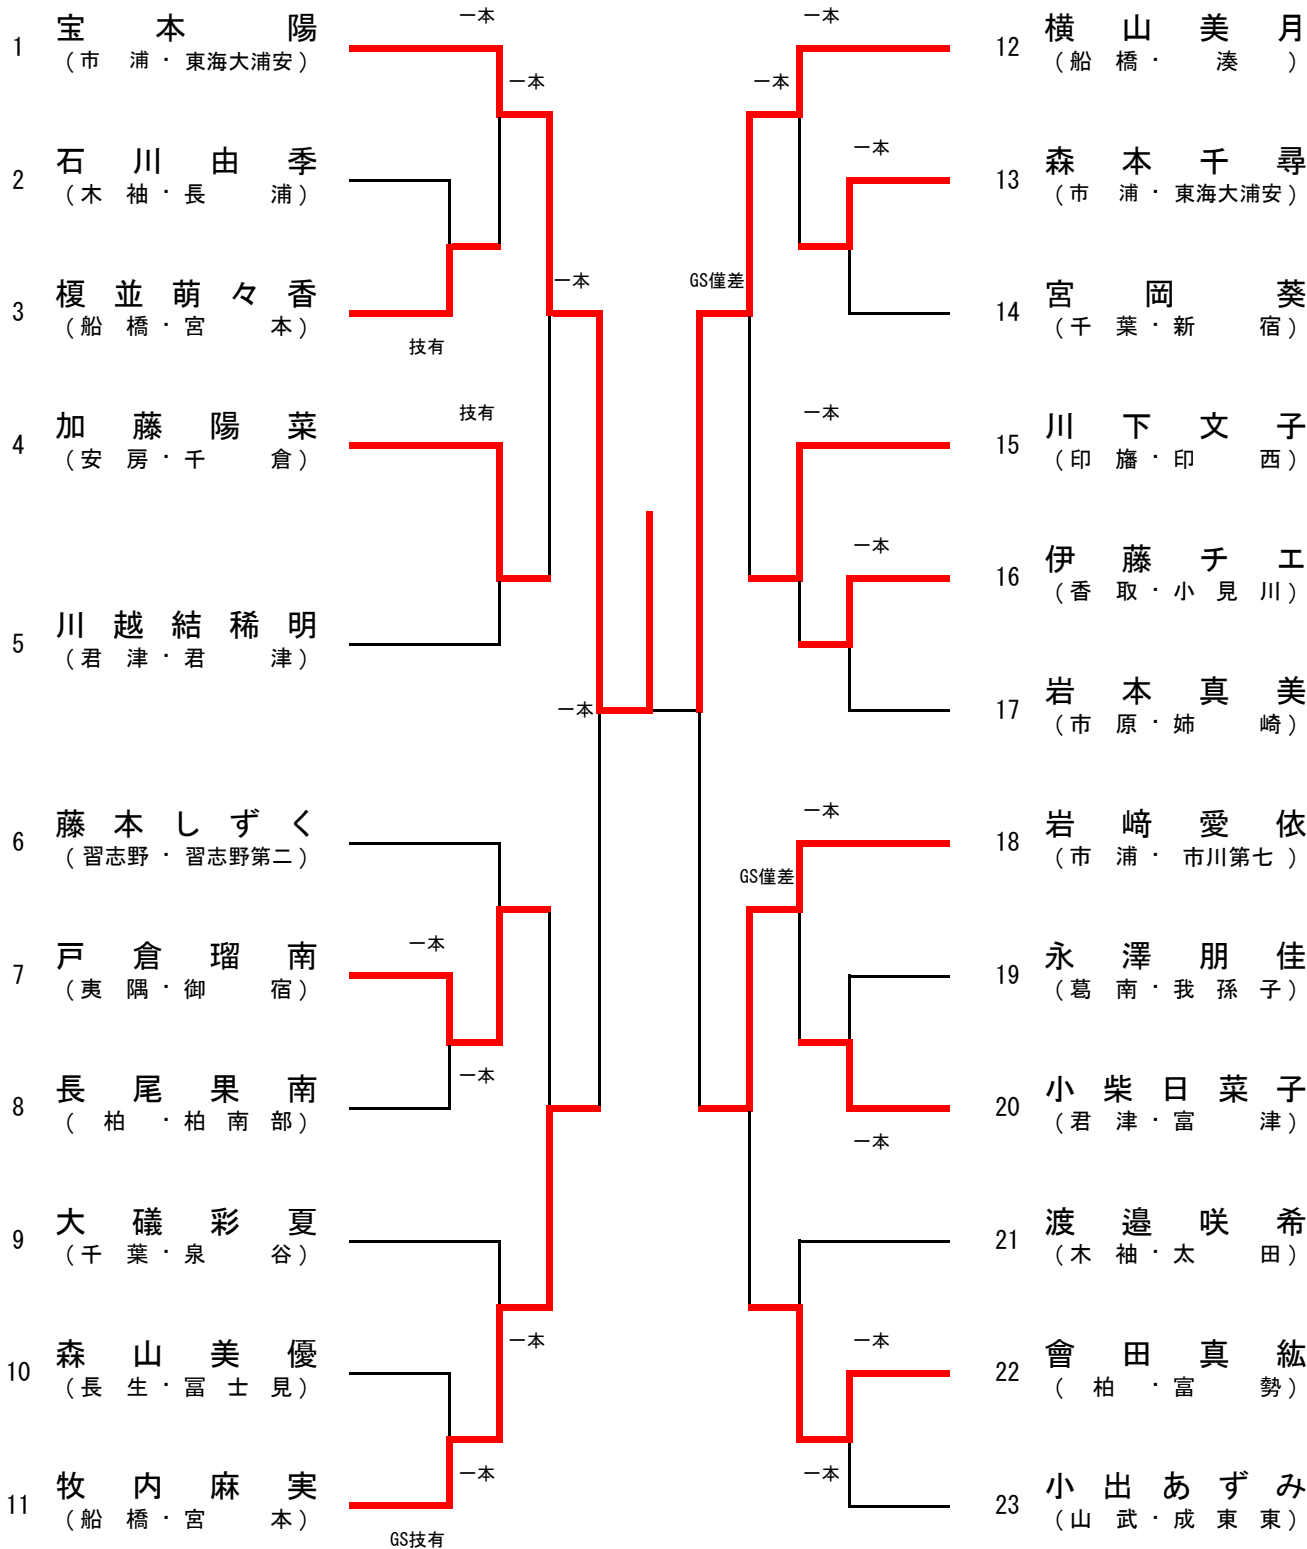 1 宝本陽
（市浦・東海大浦安）
2 石川由季
（木袖・長浦）
3 榎並萌々香
（船橋・宮本）
4 加藤陽菜
（安房・千倉）
5 川越結稀明
（君津・君津）
6 藤本しずく
（習志野・習志野第二）
7 戸倉瑠南
（夷隅・御宿）
8 長尾果南
（柏・柏南部）
9 大礒彩夏
（千葉・泉谷）
10 森山美優
（長生・冨士見）
11 牧内麻実
（船橋・宮本）
一本
一本
一本
技有
技有
一本
一本
一本
一本
一本
GS技有
一本
一本
一本
GS僅差
一本
一本
一本
GS僅差
一本
一本
一本
12 横山美月
（船橋・湊）
13 森本千尋
（市浦・東海大浦安）
14 宮岡葵
（千葉・新宿）
15 川下文子
（印旛・印西）
16 伊藤チエ
（香取・小見川）
17 岩本真美
（市原・姉崎）
18 岩﨑愛依
（市浦・市川第七）
19 永澤朋佳
（葛南・我孫子）
20 小柴日菜子
（君津・富津）
21 渡邉咲希
（木袖・太田）
22 會田真紘
（柏・富勢）
23 小出あずみ
（山武・成東東）